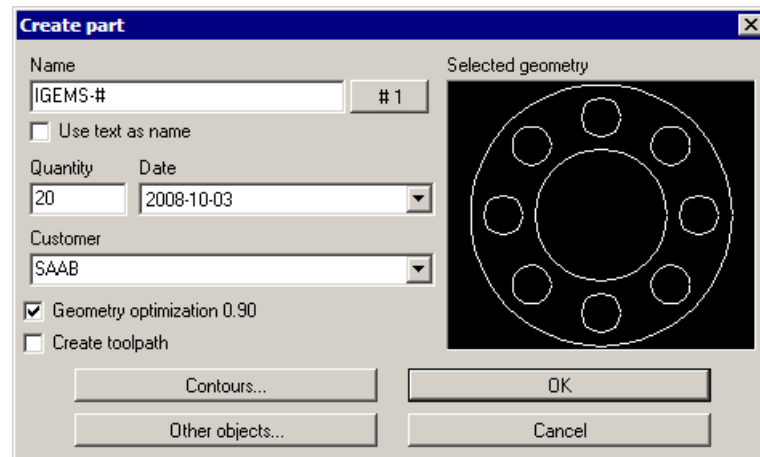 Create part
Name
Selected geometry
IGEMS-#
# 1
Use text as name
Quantity
Date
20
2008-10-03
Customer
SAAB
Geometry optimization 0.90
Create toolpath
Contours...
OK
Other objects...
Cancel